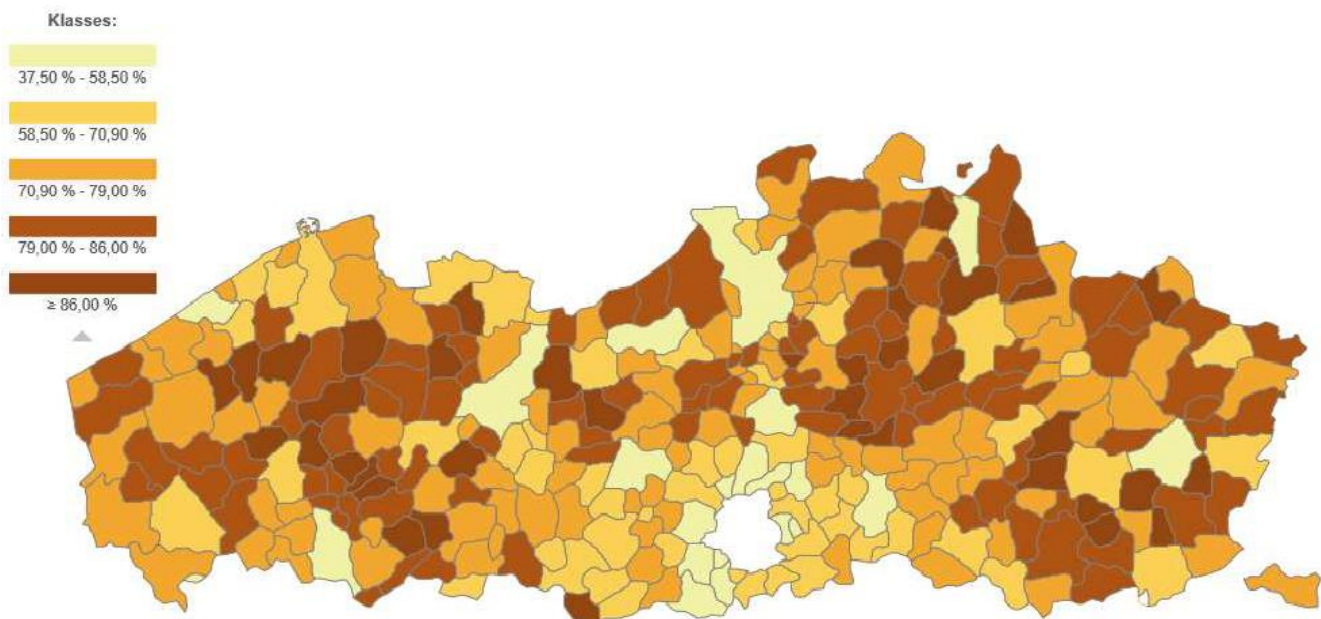 Klasses:
37,50 % - 58,50 %
58,50 % - 70,90 %
70,90 % - 79,00 %
79,00 % - 86,00 %
≥ 86,00 %